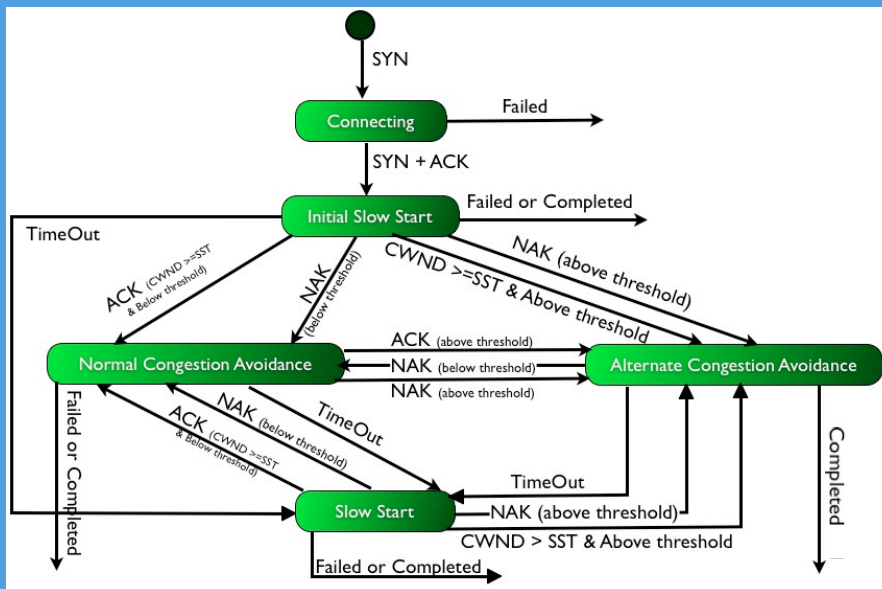 SYN
Connecting
Failed
SYN + ACK
Initial Slow Start
Failed or Completed
TimeOut
ACK (CWND >=SST
& Below threshold)
NAK
(below threshold)
CWND >=SST & Above threshold
NAK (above threshold)
Normal Congestion Avoidance
ACK (above threshold)
NAK (below threshold)
NAK (above threshold)
Alternate Congestion Avoidance
Failed or Completed
ACK (CWND >=SST
& Below threshold)
NAK (below threshold)
TimeOut
TimeOut
Completed
Slow Start
NAK (above threshold)
CWND > SST & Above threshold
Failed or Completed